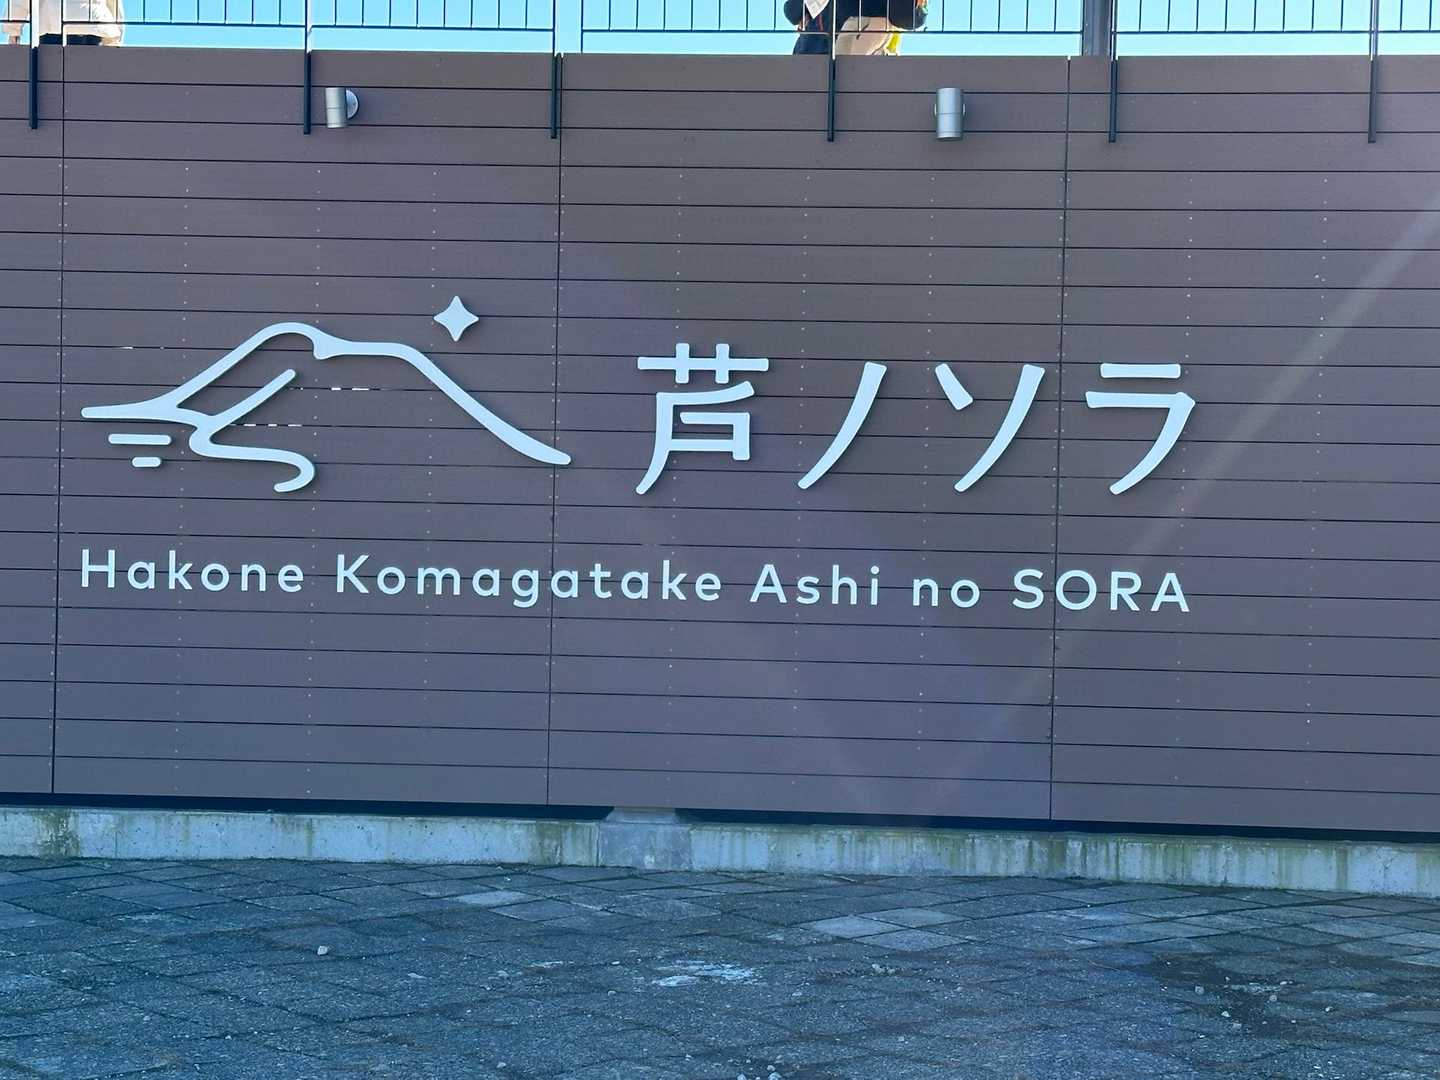 芦ノソラ
Hakone Komagatake Ashi no SORA